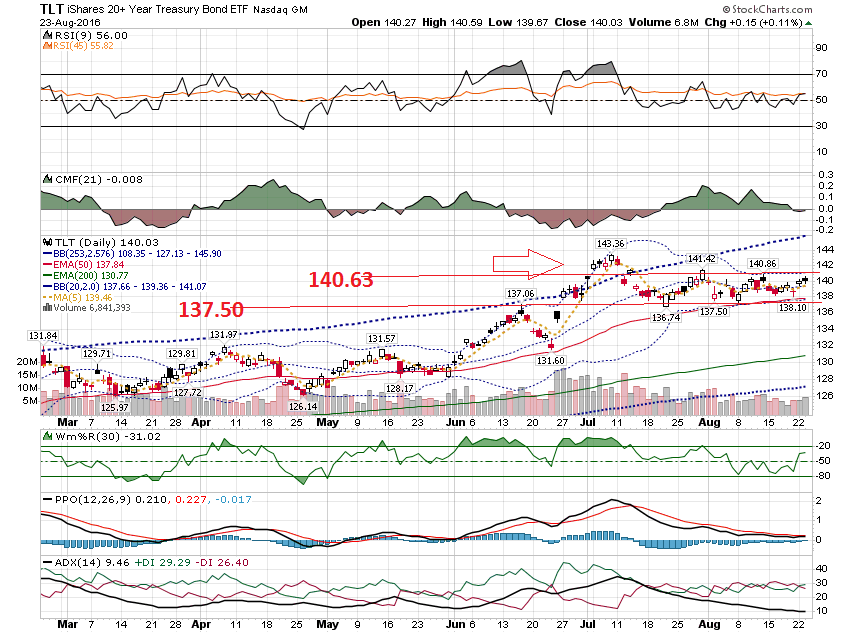 TLT iShares 20+ Year Treasury Bond ETF Nasdaq GM
© StockCharts.com
23-Aug-2016
Open 140.27 High 140.59 Low 139.67 Close 140.03 Volume 6.8M Chg +0.15 (+0.11%)
RSI(9) 56.00
RSI(45) 55.82
90
70
50
30
10
CMF(21) -0.008
0.3
0.2
0.1
0.0
-0.1
-0.2
TLT (Daily) 140.03
BB(253,2.576) 108.35 - 127.13 - 145.90
EMA(50) 137.84
EMA(200) 130.77
BB(20,2.0) 137.66 - 139.36 - 141.07
MA(5) 139.46
Volume 6,841,393
140.63
137.50
143.36
141.42
140.86
137.06
136.74
137.50
138.10
131.84
129.71
129.81
131.97
131.57
131.60
125.97
127.72
126.14
128.17
144
142
140
138
136
134
132
130
128
126
20M
15M
10M
5M
Mar 7 14 21 28 Apr 11 18 25 May 9 16 23 Jun 6 13 20 27 Jul 11 18 25 Aug 8 15 22
Wm%R(30) -31.02
-20
-50
-80
PPO(12,26,9) 0.210, 0.227, -0.017
2
1
0
ADX(14) 9.46 +DI 29.29 -DI 26.40
40
30
20
10
Mar 7 14 21 28 Apr 11 18 25 May 9 16 23 Jun 6 13 20 27 Jul 11 18 25 Aug 8 15 22